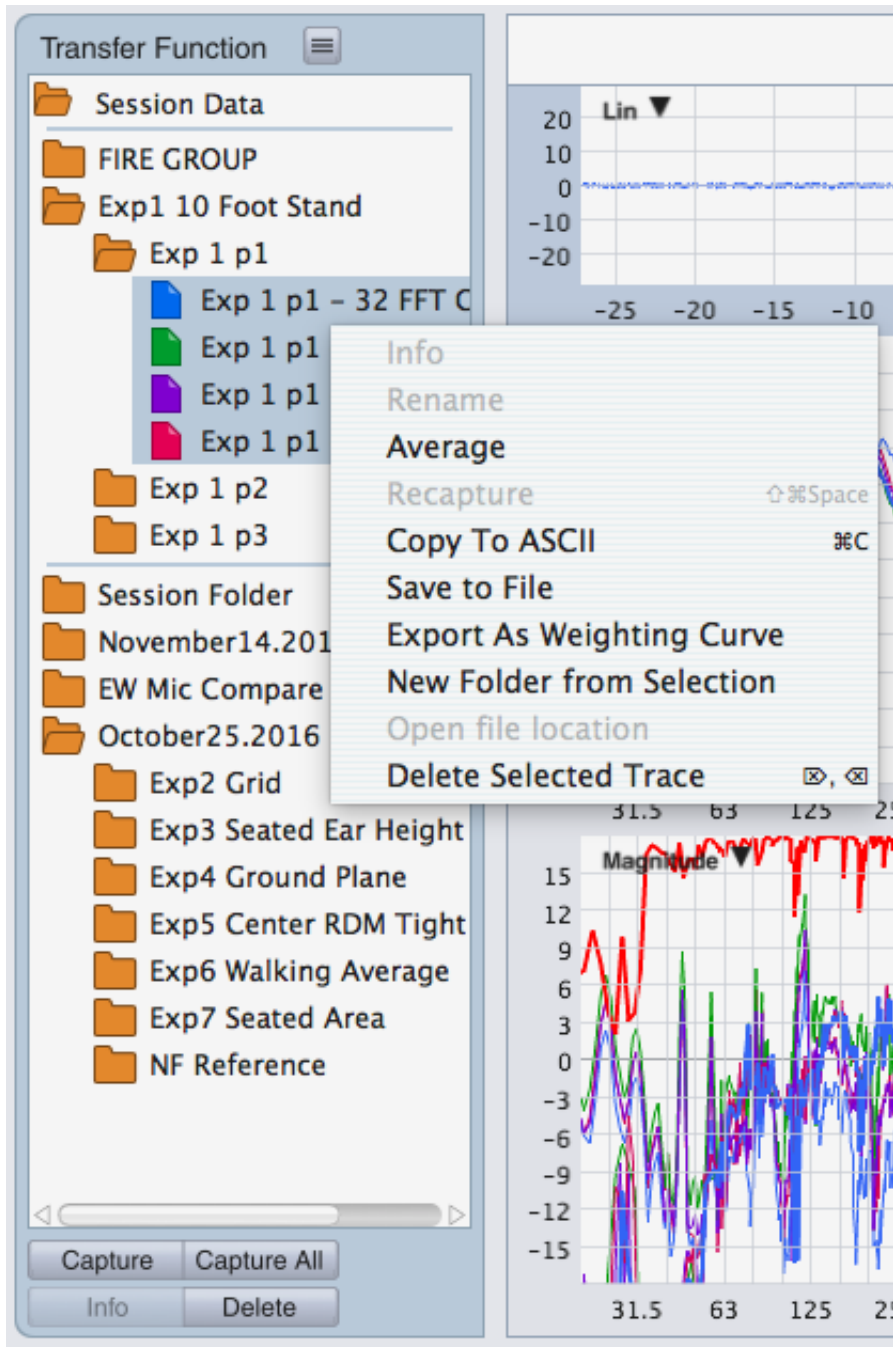 Transfer Function
Session Data
FIRE GROUP
Exp1 10 Foot Stand
Exp 1 p1
Exp 1 p1 – 32 FFT C
Exp 1 p1
Exp 1 p1
Exp 1 p1
Exp 1 p2
Exp 1 p3
Session Folder
November14.201
EW Mic Compare
October25.2016
Exp2 Grid
Exp3 Seated Ear Height
Exp4 Ground Plane
Exp5 Center RDM Tight
Exp6 Walking Average
Exp7 Seated Area
NF Reference
Capture Capture All
Info Delete
Info
Rename
Average
Recapture ⇧⌘Space
Copy To ASCII ⌘C
Save to File
Export As Weighting Curve
New Folder from Selection
Open file location
Delete Selected Trace ⌦, ⌫
Lin ▼
20
10
0
-10
-20
-25 -20 -15 -10
31.5 63 125 25
Magnitude ▼
15
12
9
6
3
0
-3
-6
-9
-12
-15
31.5 63 125 25